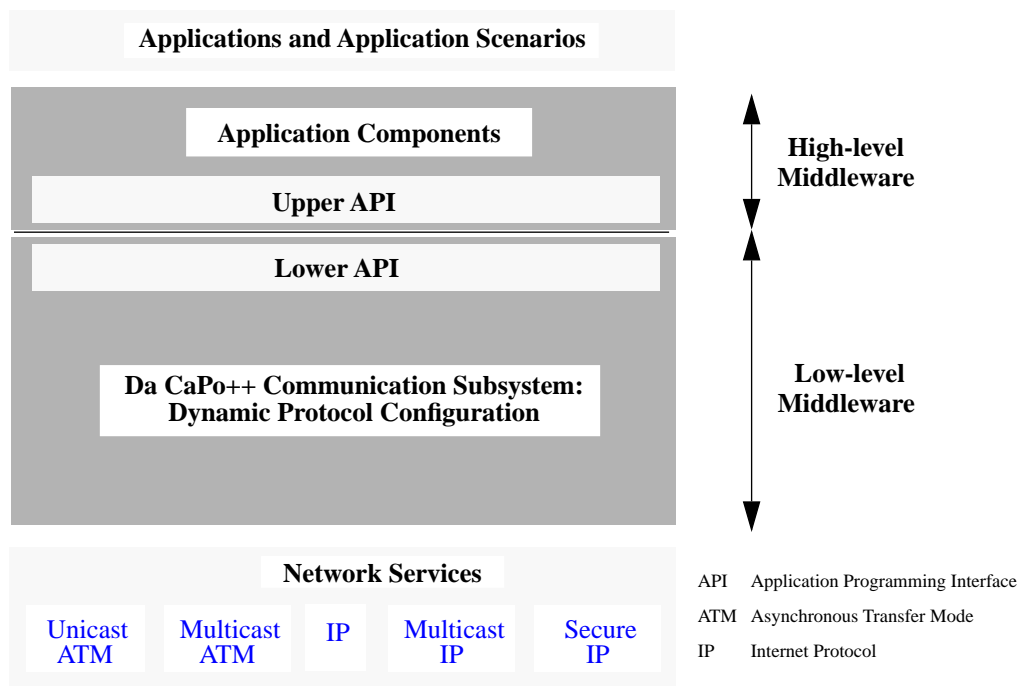 Applications and Application Scenarios
Application Components
High-level
Middleware
Upper API
Lower API
Da CaPo++ Communication Subsystem:
Dynamic Protocol Configuration
Low-level
Middleware
Network Services
Unicast
ATM
Multicast
ATM
IP
Multicast
IP
Secure
IP
API Application Programming Interface
ATM Asynchronous Transfer Mode
IP Internet Protocol